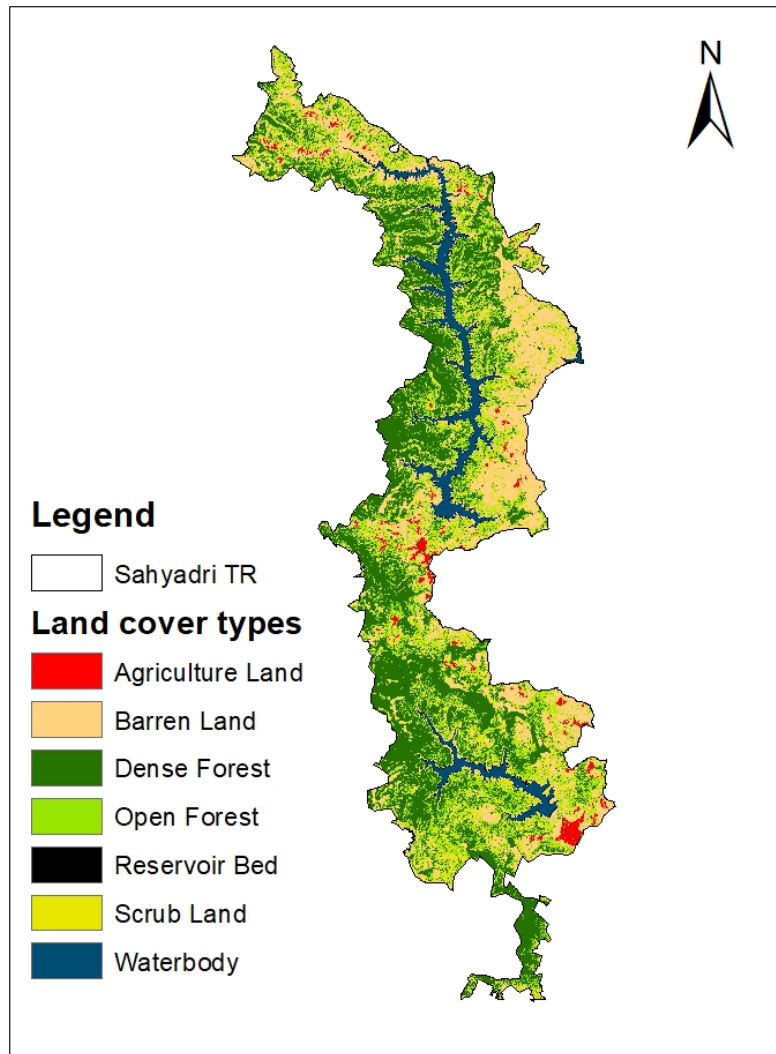 N
Legend
Sahyadri TR
Land cover types
Agriculture Land
Barren Land
Dense Forest
Open Forest
Reservoir Bed
Scrub Land
Waterbody